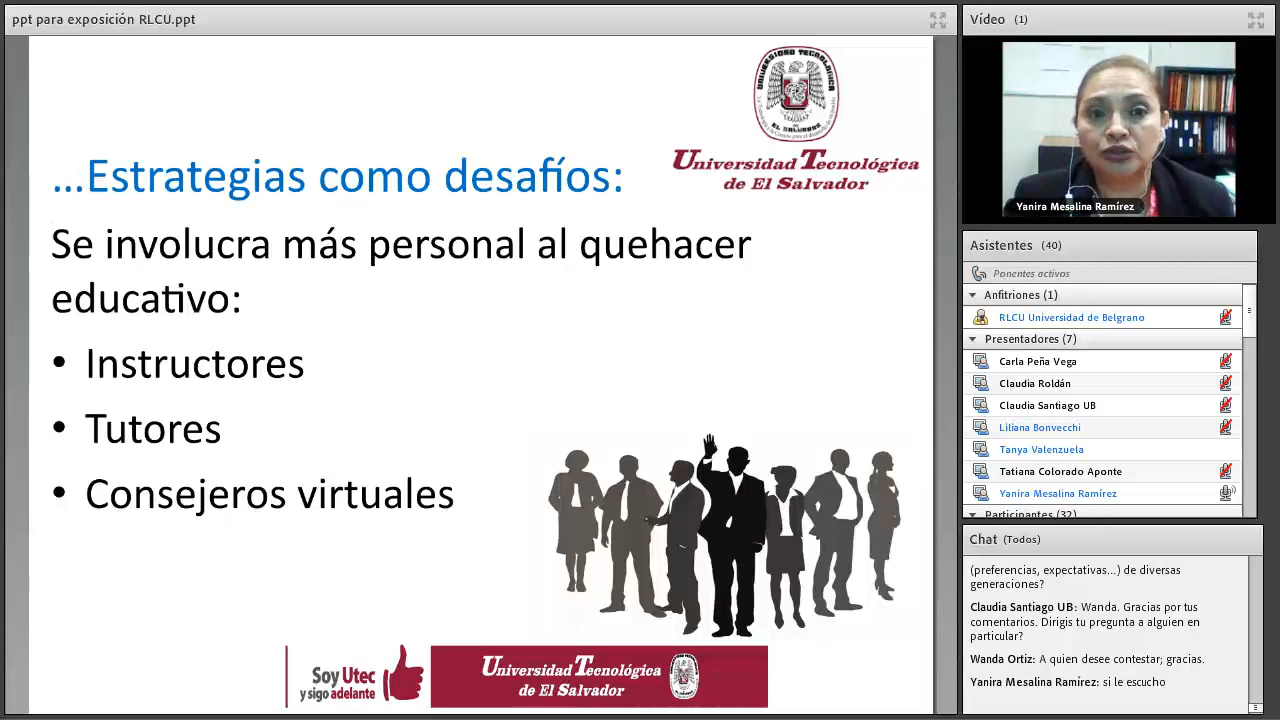 ppt para exposición RLCU.ppt
UNIVERSIDAD TECNOLÓGICA
DE
EL SALVADOR
Universidad Tecnológica
de El Salvador
...Estrategias como desafíos:
Se involucra más personal al quehacer
educativo:
• Instructores
• Tutores
• Consejeros virtuales
Soy Utec
y sigo adelante
Universidad Tecnológica
de El Salvador
Vídeo (1)
Yanira Mesalina Ramírez
Asistentes (40)
Ponentes activos
Anfitriones (1)
RLCU Universidad de Belgrano
Presentadores (7)
Carla Peña Vega
Claudia Roldán
Claudia Santiago UB
Liliana Bonvecchi
Tanya Valenzuela
Tatiana Colorado Aponte
Yanira Mesalina Ramírez
Participantes (32)
Chat (Todos)
(preferencias, expectativas...) de diversas
generaciones?
Claudia Santiago UB: Wanda. Gracias por tus
comentarios. Dirigis tu pregunta a alguien en
particular?
Wanda Ortiz: A quien desee contestar; gracias.
Yanira Mesalina Ramírez: si le escucho